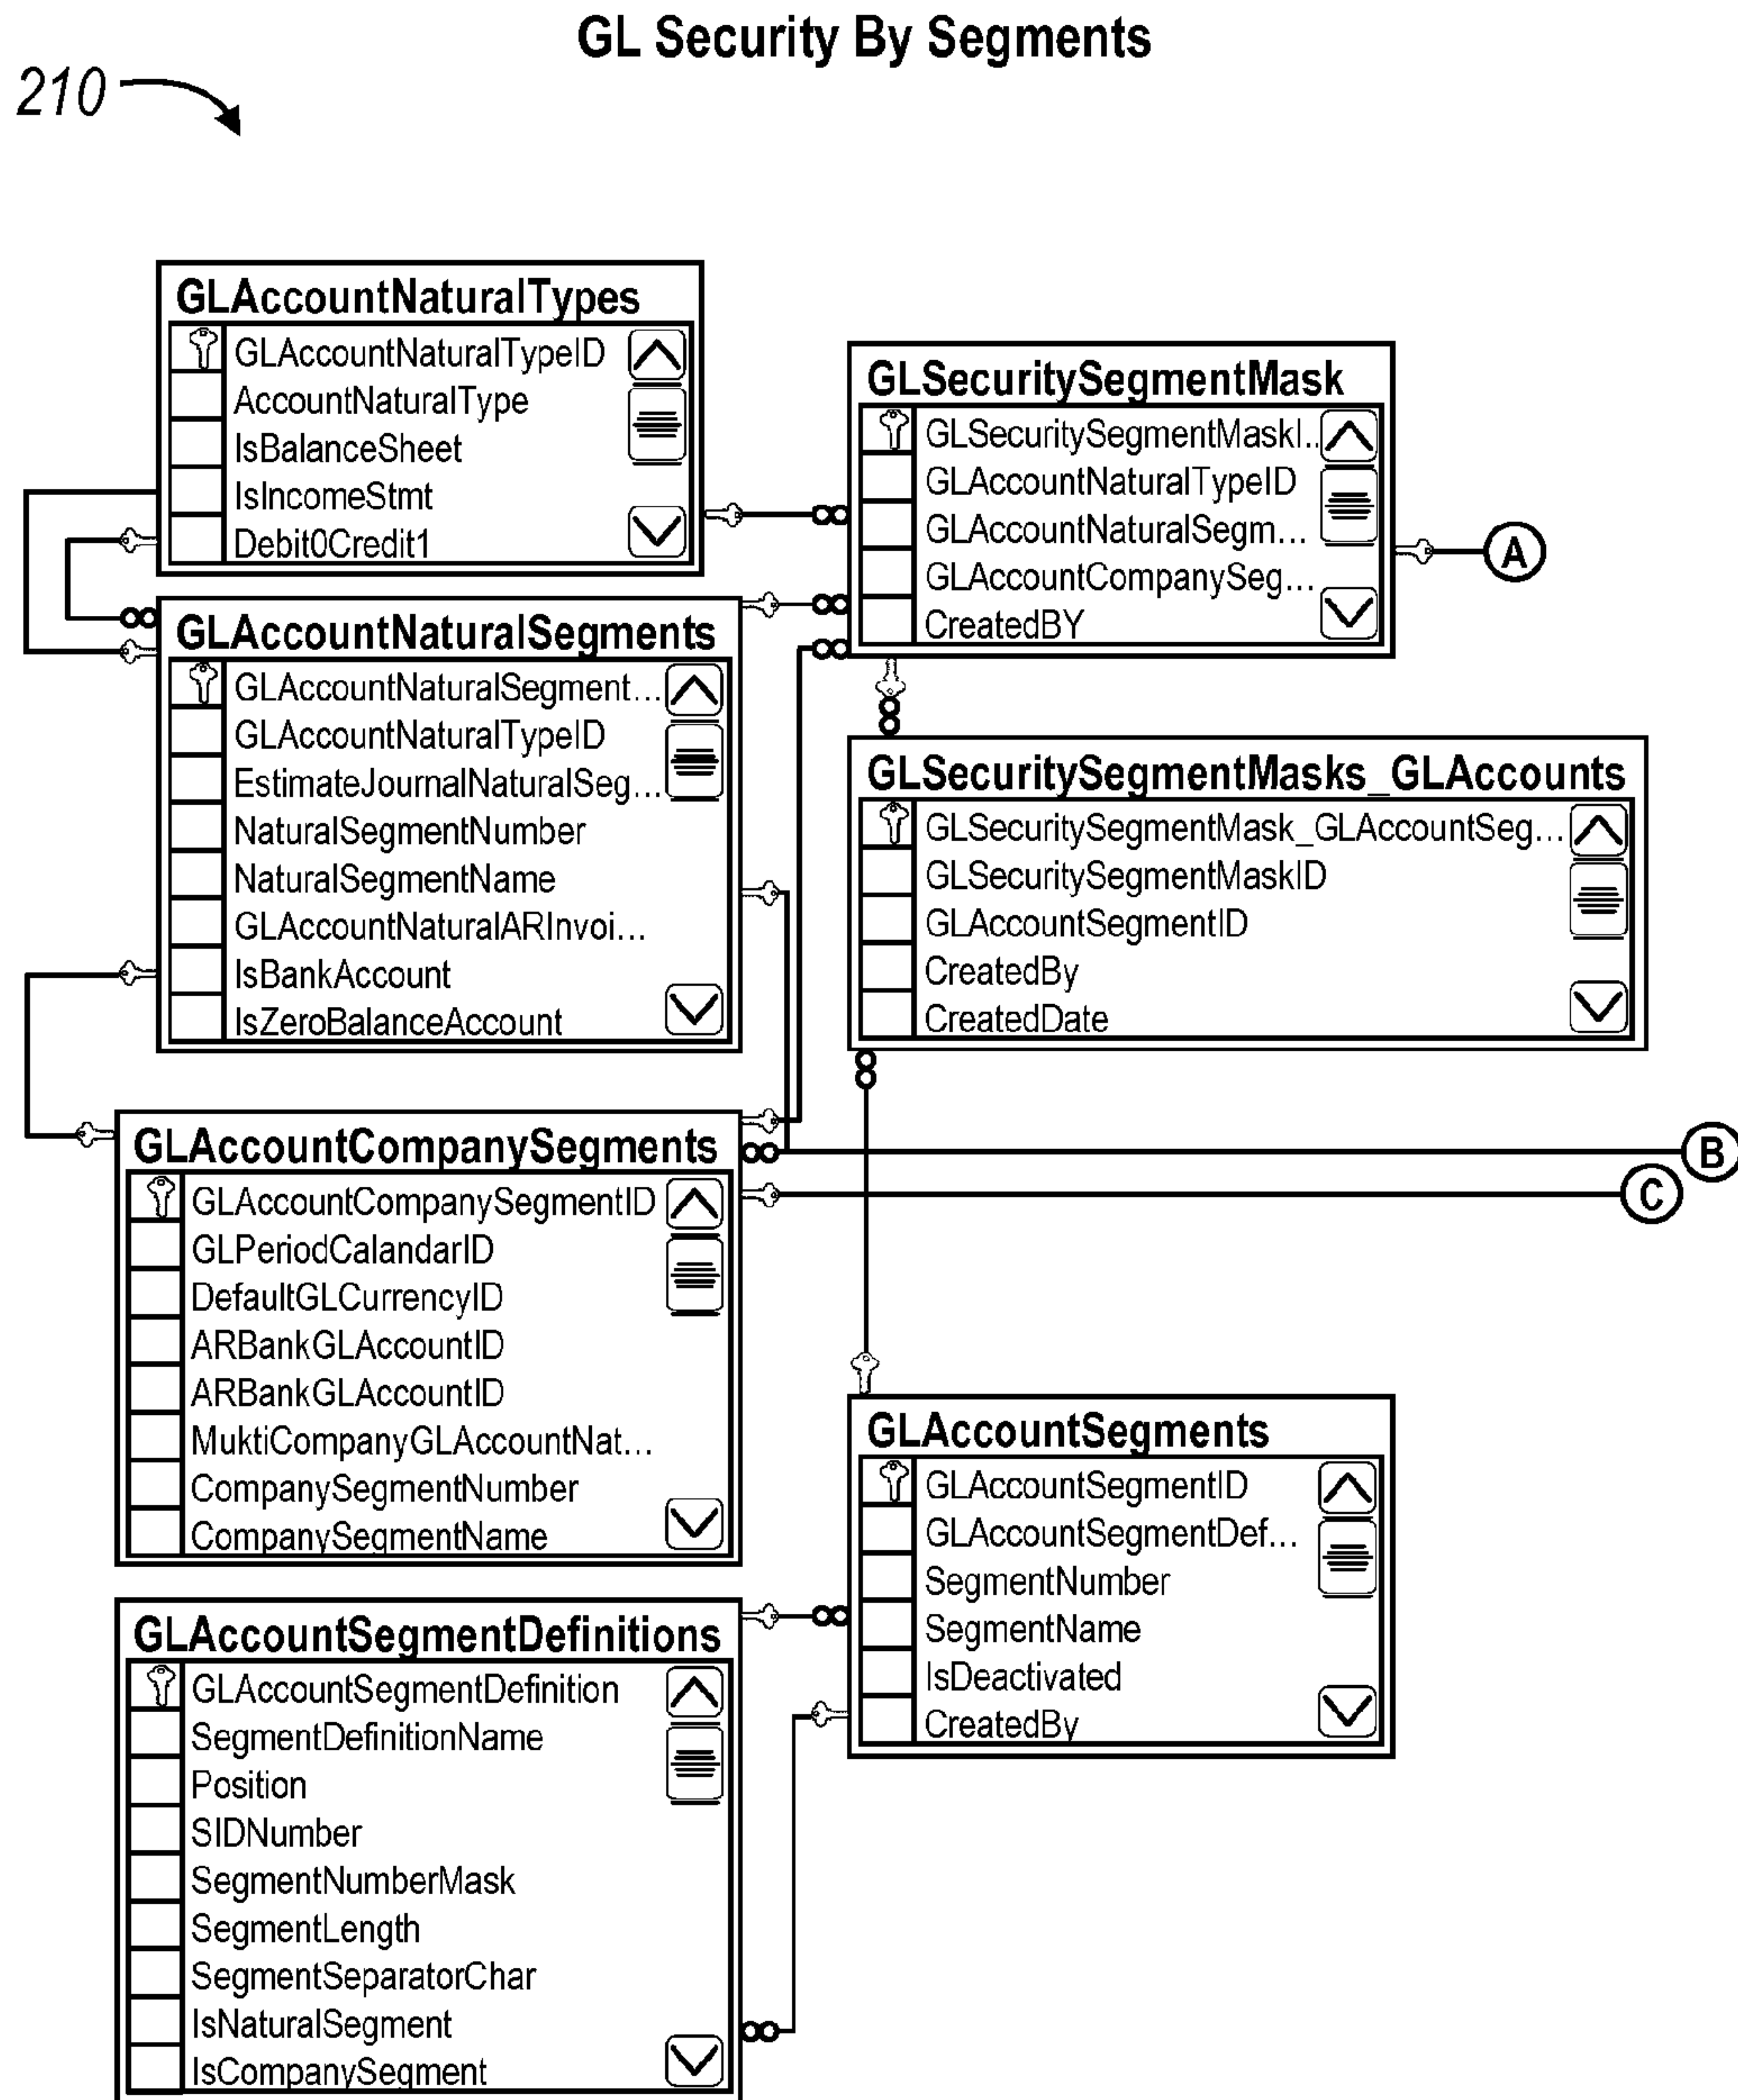 GL Security By Segments
210
GLAccountNaturalTypes
GLAccountNaturalTypeID
AccountNaturalType
IsBalanceSheet
IsIncomeStmt
Debit0Credit1
GLSecuritySegmentMask
GLSecuritySegmentMaskI..
GLAccountNaturalTypeID
GLAccountNaturalSegm...
GLAccountCompanySeg...
CreatedBY
A
GLAccountNaturalSegments
GLAccountNaturalSegment...
GLAccountNaturalTypeID
EstimateJournalNaturalSeg...
NaturalSegmentNumber
NaturalSegmentName
GLAccountNaturalARInvoi...
IsBankAccount
IsZeroBalanceAccount
GLSecuritySegmentMasks_GLAccounts
GLSecuritySegmentMask_GLAccountSeg...
GLSecuritySegmentMaskID
GLAccountSegmentID
CreatedBy
CreatedDate
GLAccountCompanySegments
GLAccountCompanySegmentID
GLPeriodCalandarID
DefaultGLCurrencyID
ARBankGLAccountID
ARBankGLAccountID
MuktiCompanyGLAccountNat...
CompanySegmentNumber
CompanySegmentName
B
C
GLAccountSegments
GLAccountSegmentID
GLAccountSegmentDef...
SegmentNumber
SegmentName
IsDeactivated
CreatedBy
GLAccountSegmentDefinitions
GLAccountSegmentDefinition
SegmentDefinitionName
Position
SIDNumber
SegmentNumberMask
SegmentLength
SegmentSeparatorChar
IsNaturalSegment
IsCompanySegment